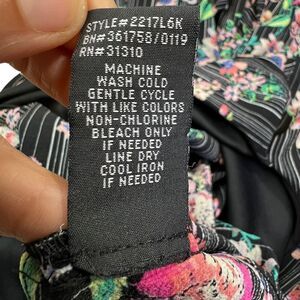 STYLE# 2217L6K
BN# 361758/0119
RN# 31310
MACHINE
WASH COLD
GENTLE CYCLE
WITH LIKE COLORS
NON-CHLORINE
BLEACH ONLY
IF NEEDED
LINE DRY
COOL IRON
IF NEEDED